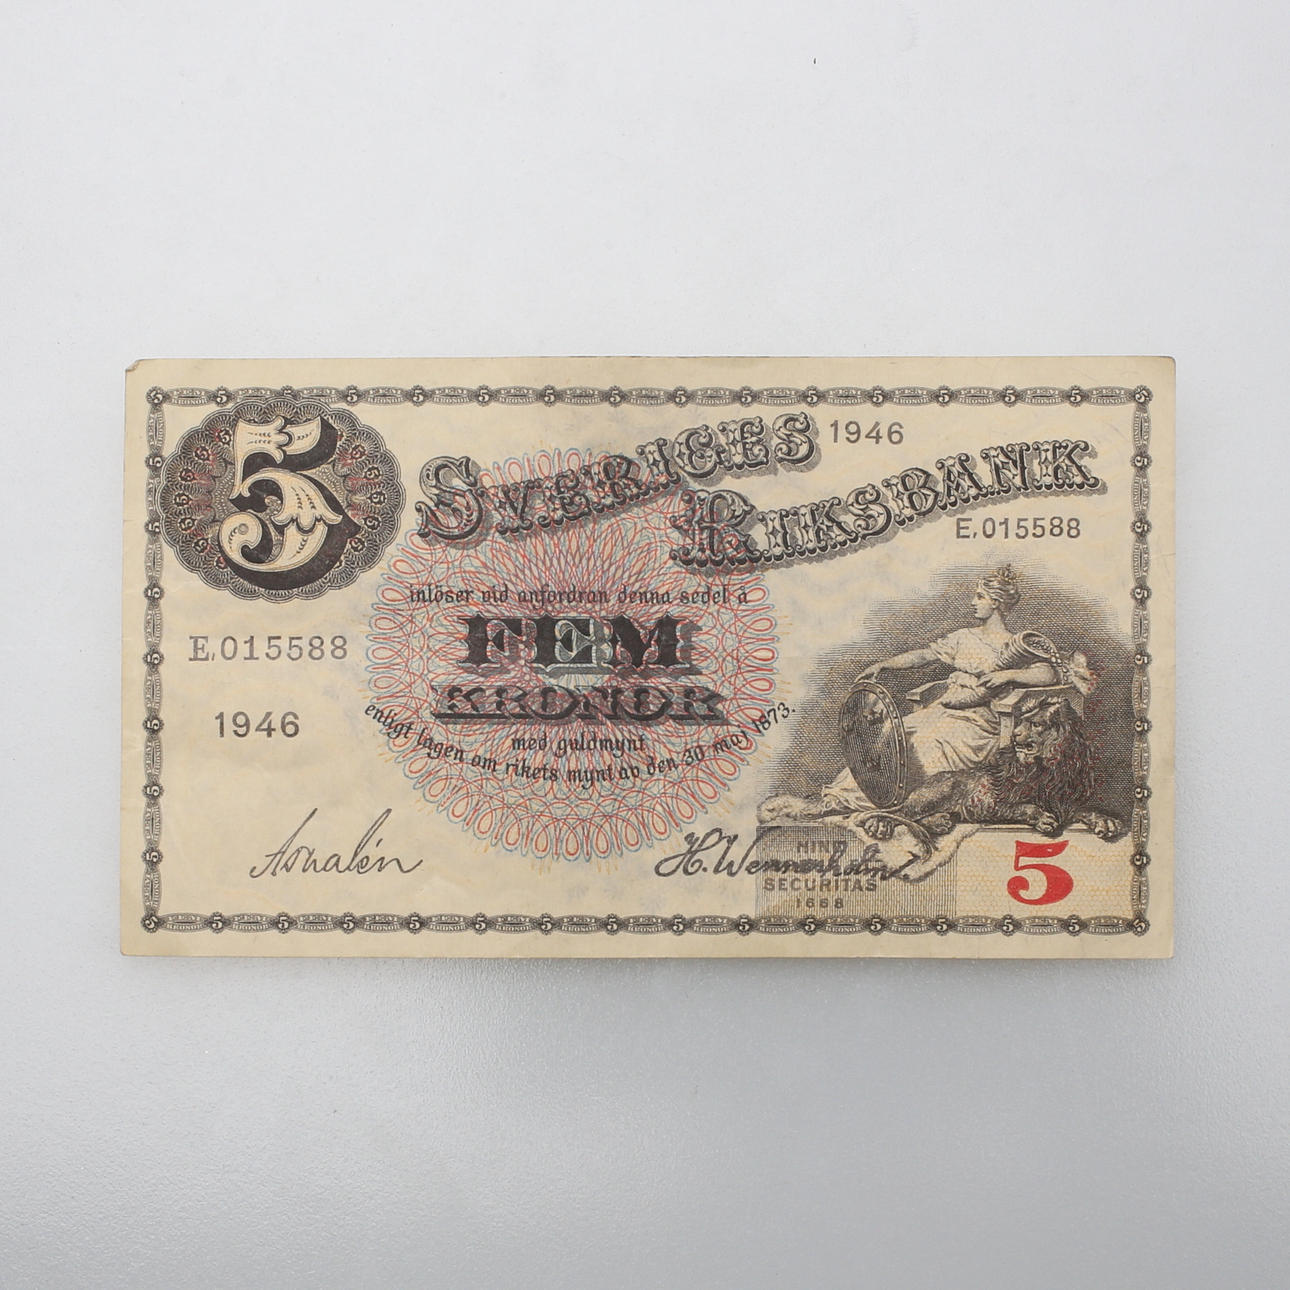 5
SVERIGES 1946
RIKSBANK
E,015588
inlöser vid anfordran denna sedel à
FEM
E,015588
KRONOR
1946
med guldmynt
enligt lagen om rikets mynt av den 30 maj 1873.
H. Wennerholm.
HINC
SECURITAS
1668
5